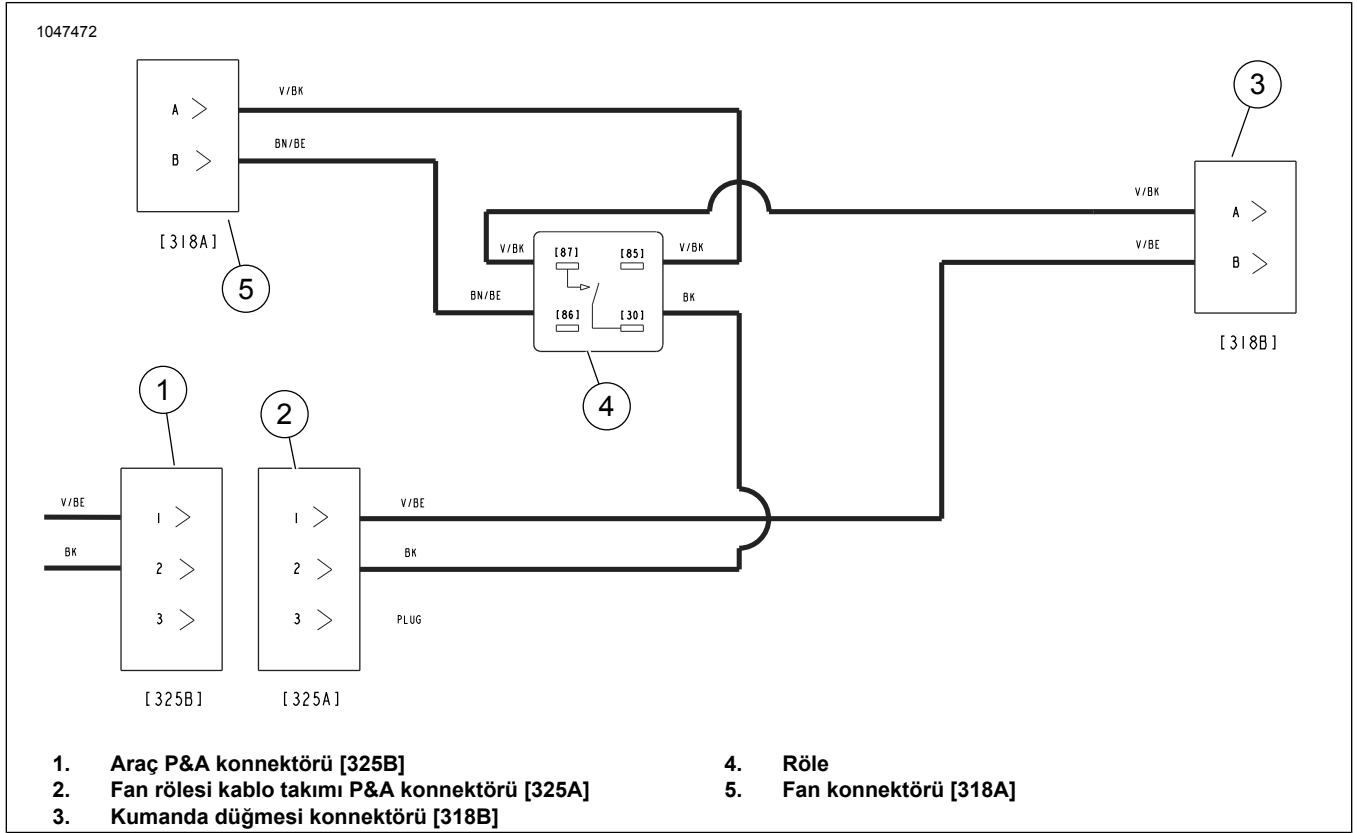 1047472
A
B
V/BK
BN/BE
[318A]
5
V/BK
BN/BE
[87]
[85]
[86]
[30]
V/BK
BK
4
3
V/BK
V/BE
A
B
[318B]
1
V/BE
BK
1
2
3
[325B]
2
1
2
3
V/BE
BK
PLUG
[325A]
1. Araç P&A konnektörü [325B]
2. Fan rölesi kablo takımı P&A konnektörü [325A]
3. Kumanda düğmesi konnektörü [318B]
4. Röle
5. Fan konnektörü [318A]